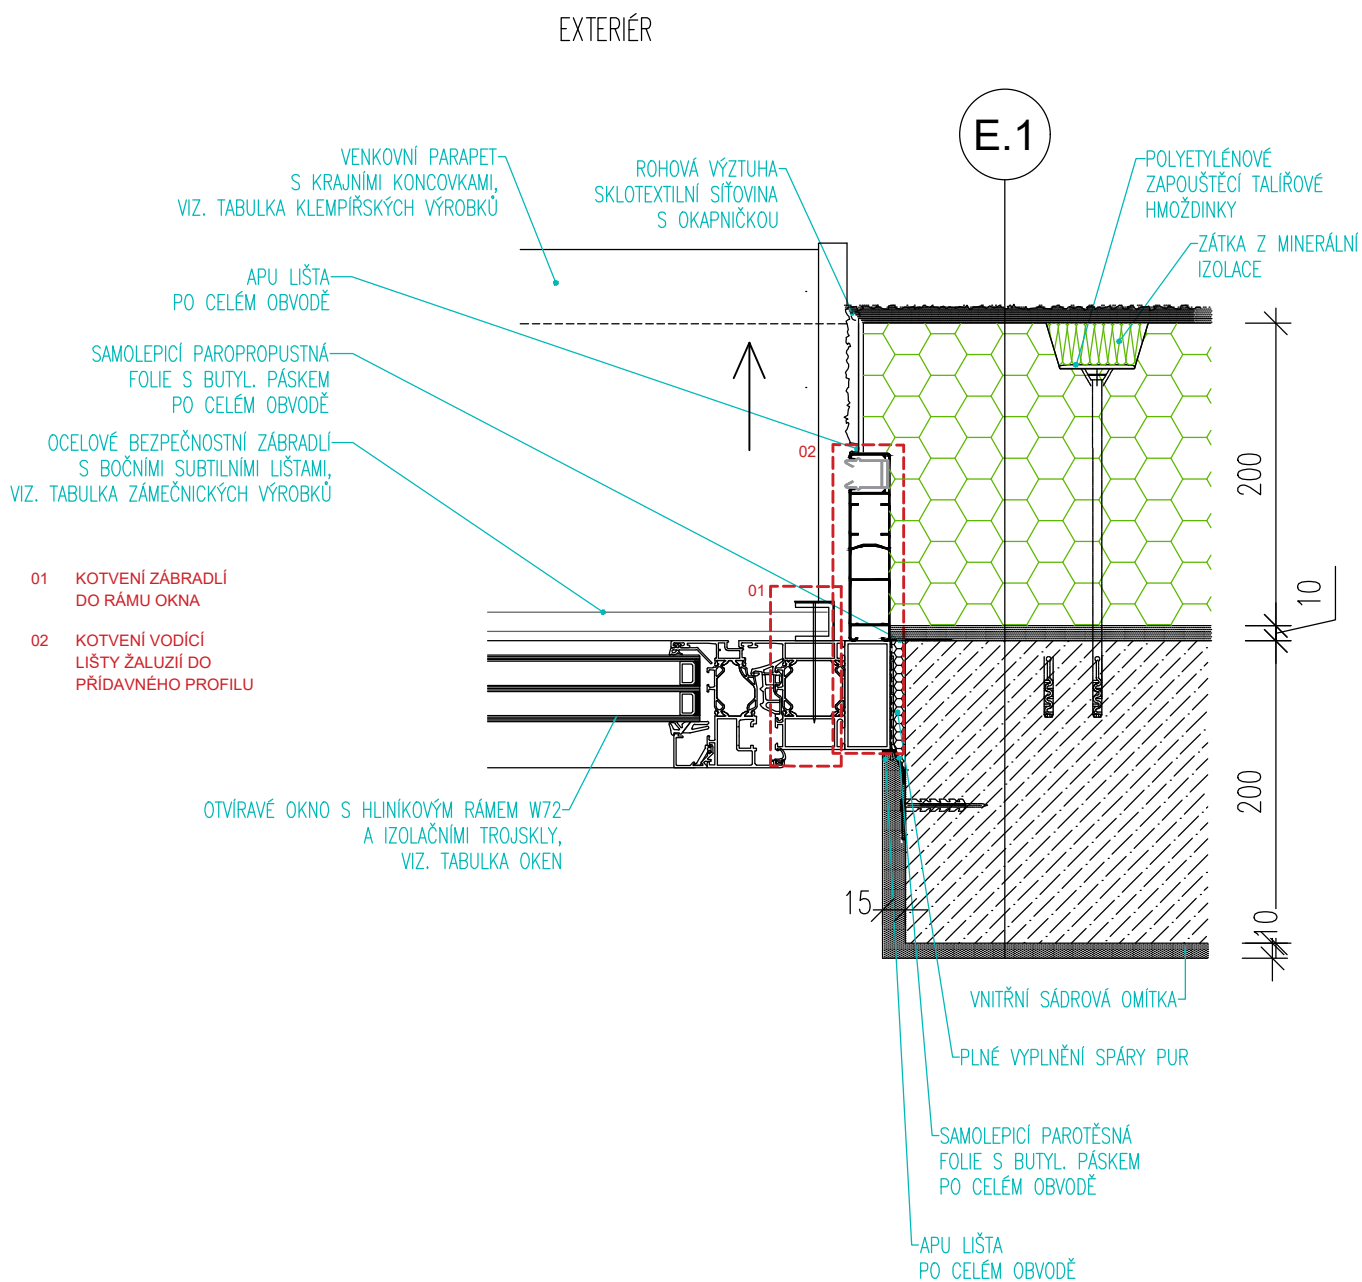 EXTERIÉR
E.1
VENKOVNÍ PARAPET
S KRAJNÍMI KONCOVKAMI,
VIZ. TABULKA KLEMPÍŘSKÝCH VÝROBKŮ
ROHOVÁ VÝZTUHA
SKLOTEXTILNÍ SÍŤOVINA
S OKAPNIČKOU
POLYETYLÉNOVÉ
ZAPOUŠTĚCÍ TALÍŘOVÉ
HMOŽDINKY
ZÁTKA Z MINERÁLNÍ
IZOLACE
APU LIŠTA
PO CELÉM OBVODĚ
SAMOLEPICÍ PAROPROPUSTNÁ
FOLIE S BUTYL. PÁSKEM
PO CELÉM OBVODĚ
OCELOVÉ BEZPEČNOSTNÍ ZÁBRADLÍ
S BOČNÍMI SUBTILNÍMI LIŠTAMI,
VIZ. TABULKA ZÁMEČNICKÝCH VÝROBKŮ
02
200
01 KOTVENÍ ZÁBRADLÍ
DO RÁMU OKNA
02 KOTVENÍ VODÍCÍ
LIŠTY ŽALUZIÍ DO
PŘÍDAVNÉHO PROFILU
01
10
OTVÍRAVÉ OKNO S HLINÍKOVÝM RÁMEM W72
A IZOLAČNÍMI TROJSKLY,
VIZ. TABULKA OKEN
200
15
10
VNITŘNÍ SÁDROVÁ OMÍTKA
PLNÉ VYPLNĚNÍ SPÁRY PUR
SAMOLEPICÍ PAROTĚSNÁ
FOLIE S BUTYL. PÁSKEM
PO CELÉM OBVODĚ
APU LIŠTA
PO CELÉM OBVODĚ